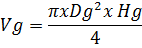 Vg = πxDg² x Hg / 4